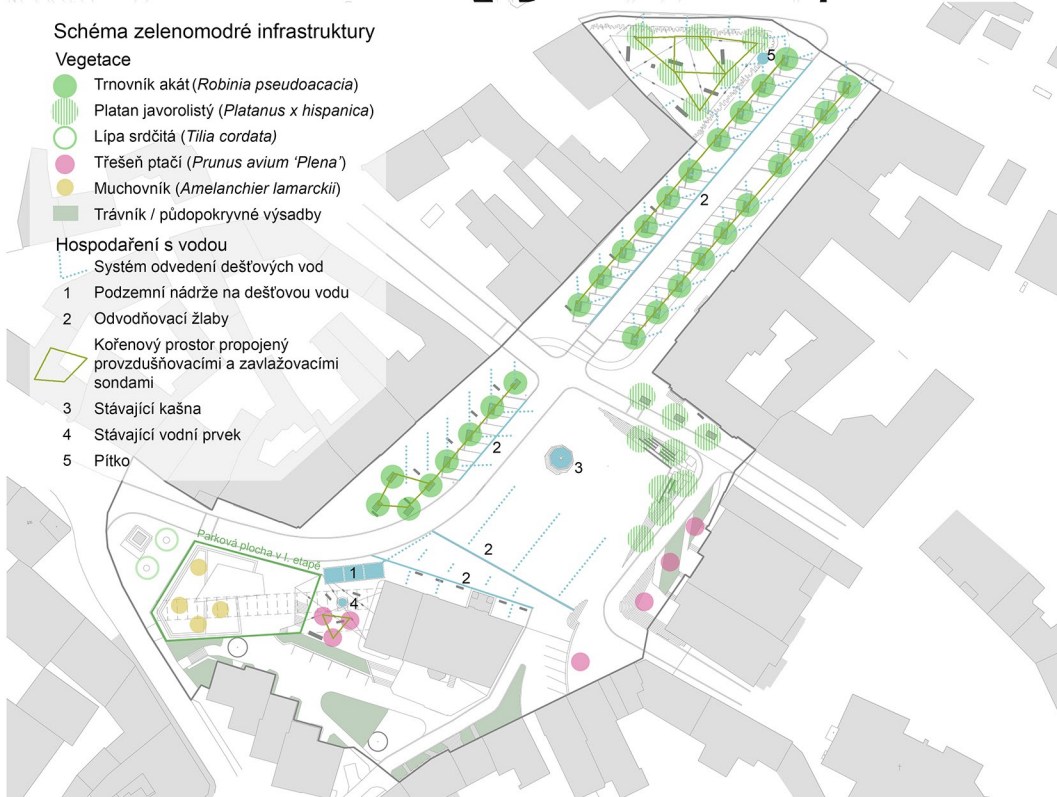 Schéma zelenomodré infrastruktury
Vegetace
Trnovník akát (Robinia pseudoacacia)
Platan javorolistý (Platanus x hispanica)
Lípa srdčitá (Tilia cordata)
Třešeň ptačí (Prunus avium ‘Plena’)
Muchovník (Amelanchier lamarckii)
Trávník / půdopokryvné výsadby
Hospodaření s vodou
Systém odvedení dešťových vod
1 Podzemní nádrže na dešťovou vodu
2 Odvodňovací žlaby
Kořenový prostor propojený
provzdušňovacími a zavlažovacími
sondami
3 Stávající kašna
4 Stávající vodní prvek
5 Pítko
5
2
2
3
Parková plocha v I. etapě
2
1
2
4